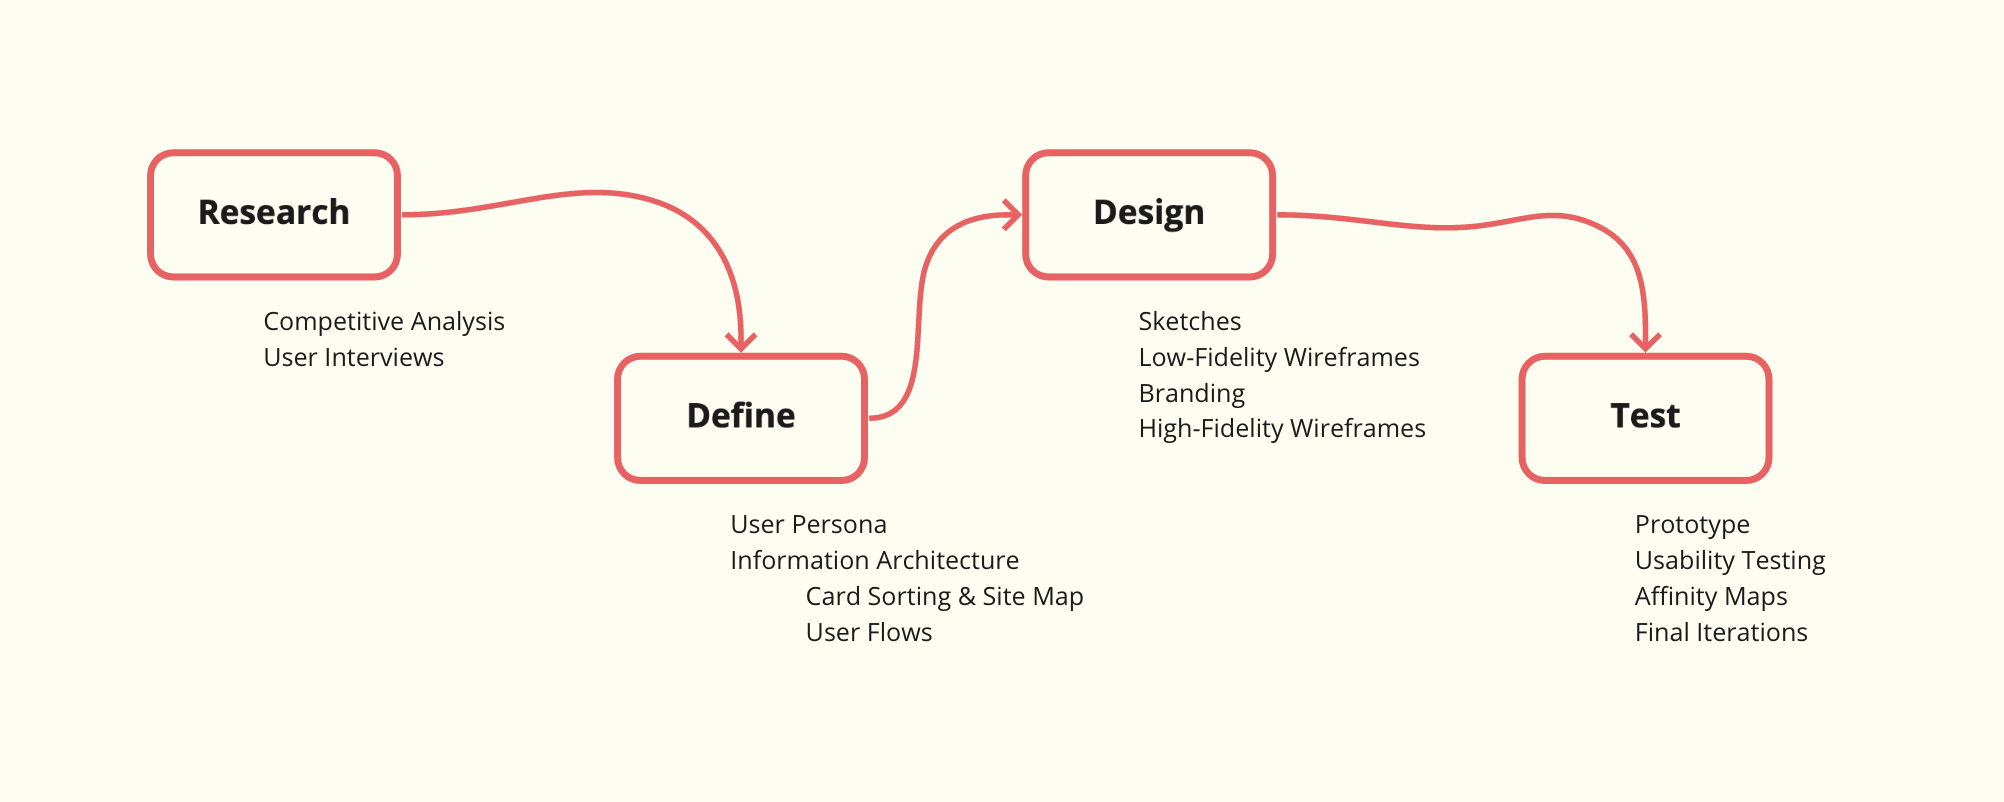 Research
Competitive Analysis
User Interviews
Define
User Persona
Information Architecture
Card Sorting & Site Map
User Flows
Design
Sketches
Low-Fidelity Wireframes
Branding
High-Fidelity Wireframes
Test
Prototype
Usability Testing
Affinity Maps
Final Iterations